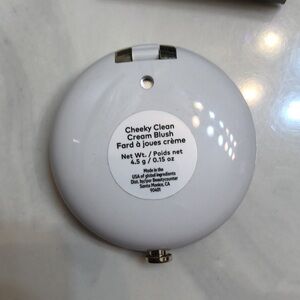 Cheeky Clean
Cream Blush
Fard à joues crème
Net Wt. / Poids net
4.5 g / 0.15 oz
Made in the
USA of global ingredients
Dist. by/par Beautycounter
Santa Monica, CA
90401